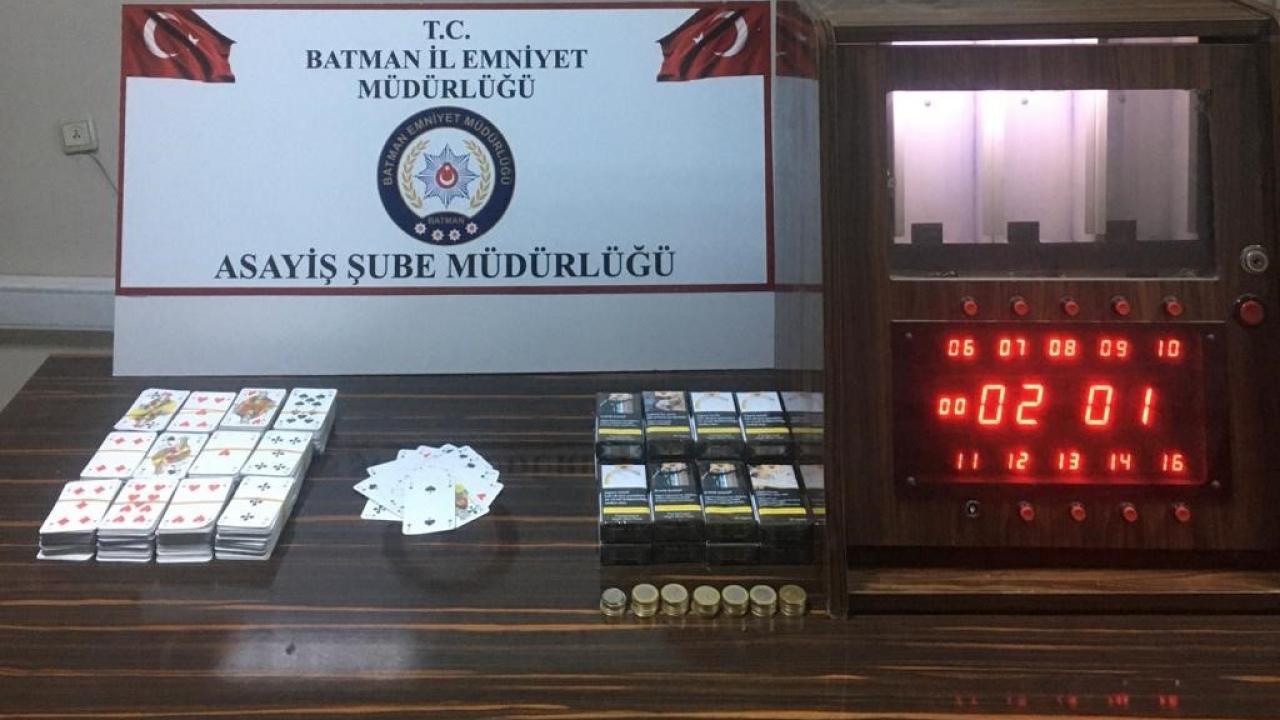 T.C.
BATMAN İL EMNİYET
MÜDÜRLÜĞÜ
BATMAN EMNİYET MÜDÜRLÜĞÜ
BATMAN
ASAYİŞ ŞUBE MÜDÜRLÜĞÜ
06 07 08 09 10
00 02 01
11 12 13 14 16